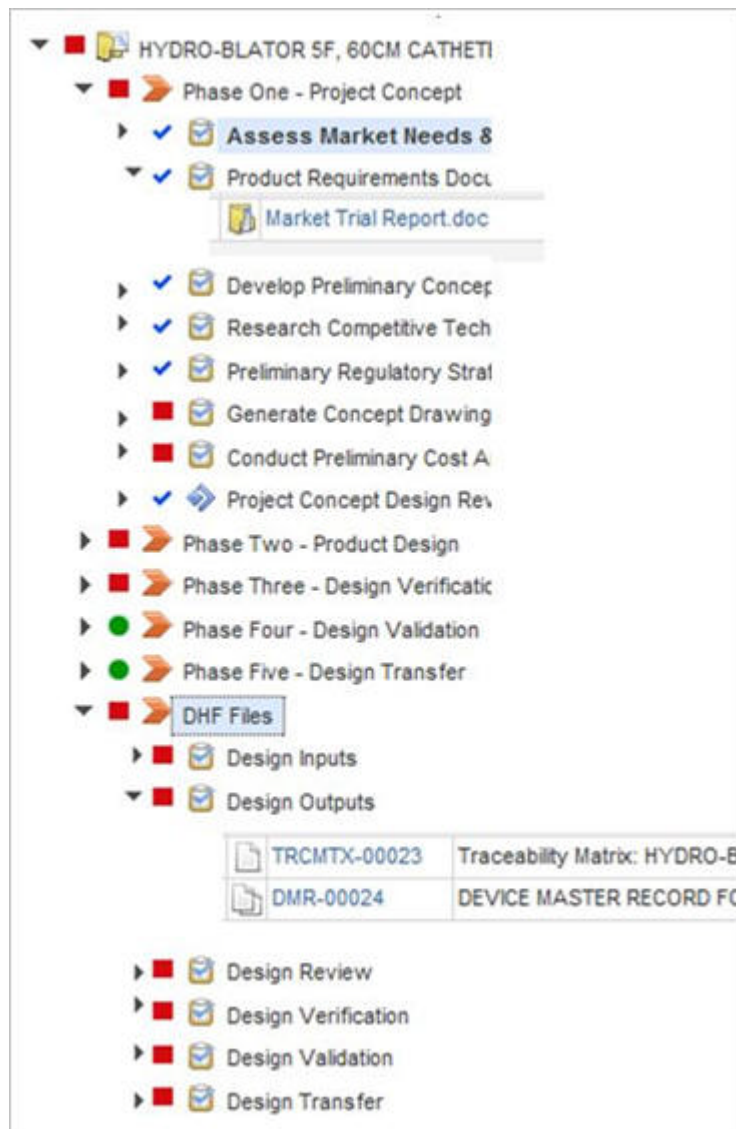 HYDRO-BLATOR 5F, 60CM CATHETE
Phase One - Project Concept
Assess Market Needs &
Product Requirements Docu
Market Trial Report.doc
Develop Preliminary Concep
Research Competitive Tech
Preliminary Regulatory Strat
Generate Concept Drawing
Conduct Preliminary Cost A
Project Concept Design Rev
Phase Two - Product Design
Phase Three - Design Verificatic
Phase Four - Design Validation
Phase Five - Design Transfer
DHF Files
Design Inputs
Design Outputs
TRCMTX-00023 Traceability Matrix: HYDRO-B
DMR-00024 DEVICE MASTER RECORD FO
Design Review
Design Verification
Design Validation
Design Transfer